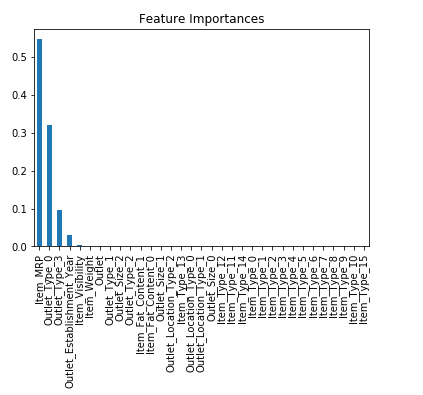 Feature Importances
0.5
0.4
0.3
0.2
0.1
0.0
Item_MRP
Outlet_Type_0
Outlet_Type_3
Outlet_Establishment_Year
Item_Visibility
Item_Weight
Outlet
Outlet_Type_1
Outlet_Size_2
Outlet_Type_2
Item_Fat_Content_1
Item_Fat_Content_0
Outlet_Size_1
Outlet_Location_Type_2
Item_Type_13
Outlet_Location_Type_0
Outlet_Location_Type_1
Outlet_Size_0
Item_Type_12
Item_Type_11
Item_Type_14
Item_Type_0
Item_Type_1
Item_Type_2
Item_Type_3
Item_Type_4
Item_Type_5
Item_Type_6
Item_Type_7
Item_Type_8
Item_Type_9
Item_Type_10
Item_Type_15